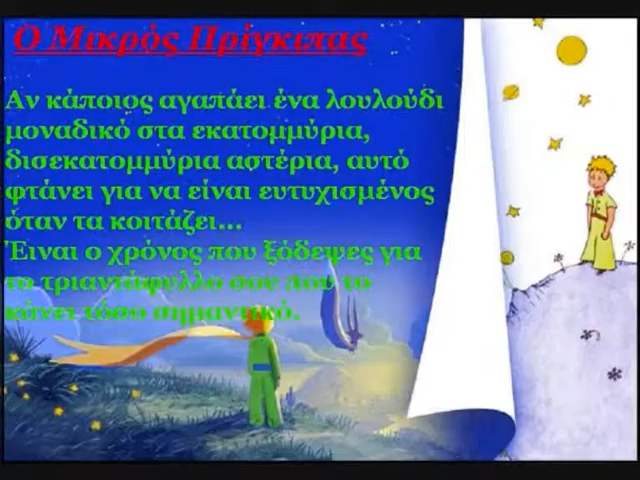 Ο Μικρός Πρίγκιπας
Αν κάποιος αγαπάει ένα λουλούδι
μοναδικό στα εκατομμύρια,
δισεκατομμύρια αστέρια, αυτό
φτάνει για να είναι ευτυχισμένος
όταν τα κοιτάζει...
Έιναι ο χρόνος που ξόδεψες για
το τριαντάφυλλο σου που το
κάνει τόσο σημαντικό.